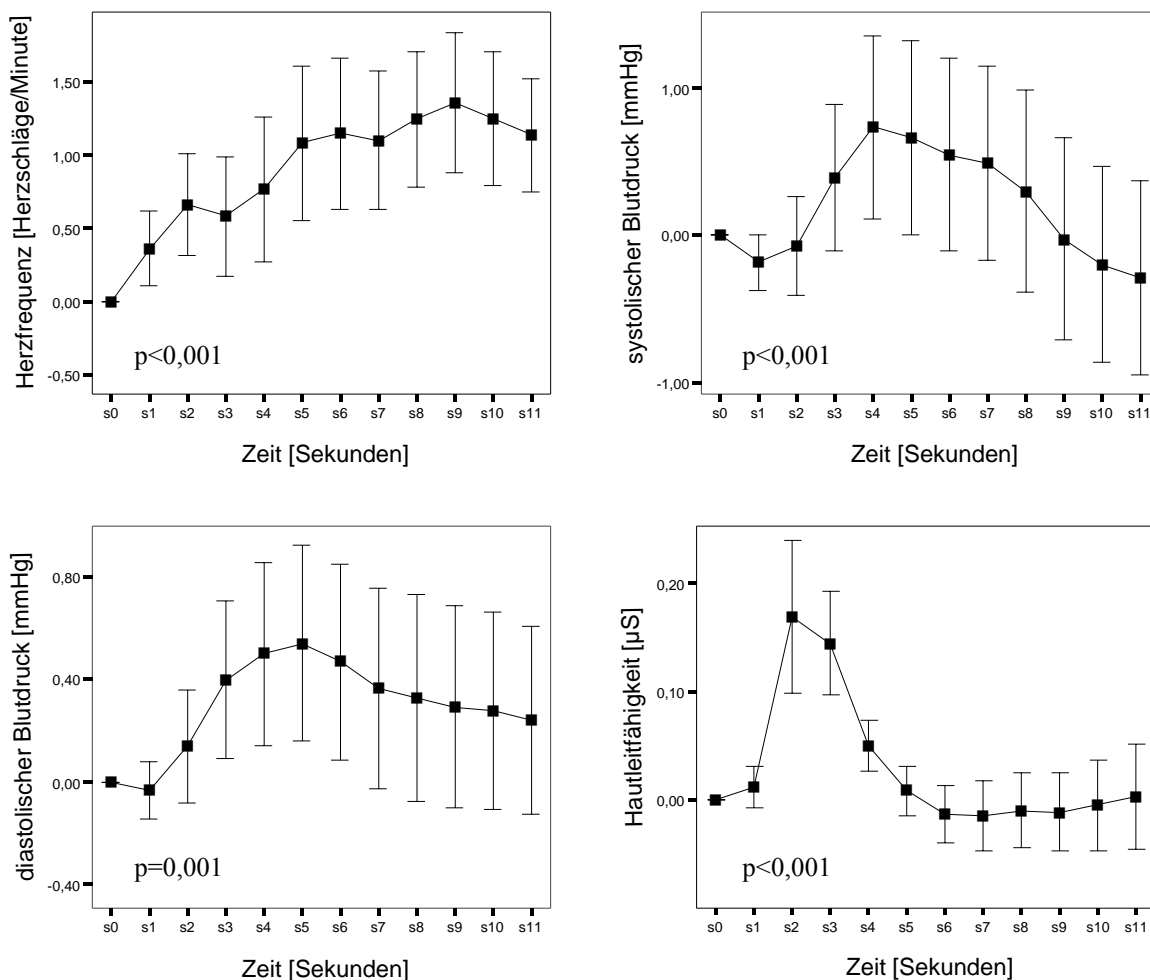 Herzfrequenz [Herzschläge/Minute]
1,50
1,00
0,50
0,00
-0,50
p<0,001
s0 s1 s2 s3 s4 s5 s6 s7 s8 s9 s10 s11
Zeit [Sekunden]
systolischer Blutdruck [mmHg]
1,00
0,00
-1,00
p<0,001
s0 s1 s2 s3 s4 s5 s6 s7 s8 s9 s10 s11
Zeit [Sekunden]
diastolischer Blutdruck [mmHg]
0,80
0,40
0,00
-0,40
p=0,001
s0 s1 s2 s3 s4 s5 s6 s7 s8 s9 s10 s11
Zeit [Sekunden]
Hautleitfähigkeit [µS]
0,20
0,10
0,00
p<0,001
s0 s1 s2 s3 s4 s5 s6 s7 s8 s9 s10 s11
Zeit [Sekunden]